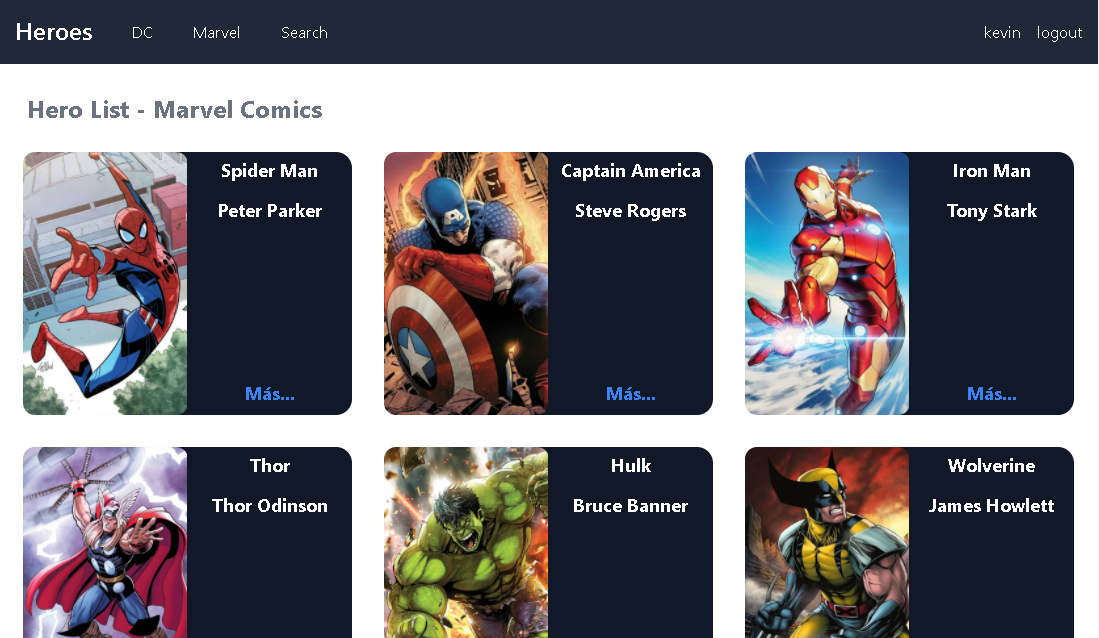 Heroes DC Marvel Search kevin logout
Hero List - Marvel Comics
Spider Man
Peter Parker
Más...
Captain America
Steve Rogers
Más...
Iron Man
Tony Stark
Más...
Thor
Thor Odinson
Hulk
Bruce Banner
Wolverine
James Howlett